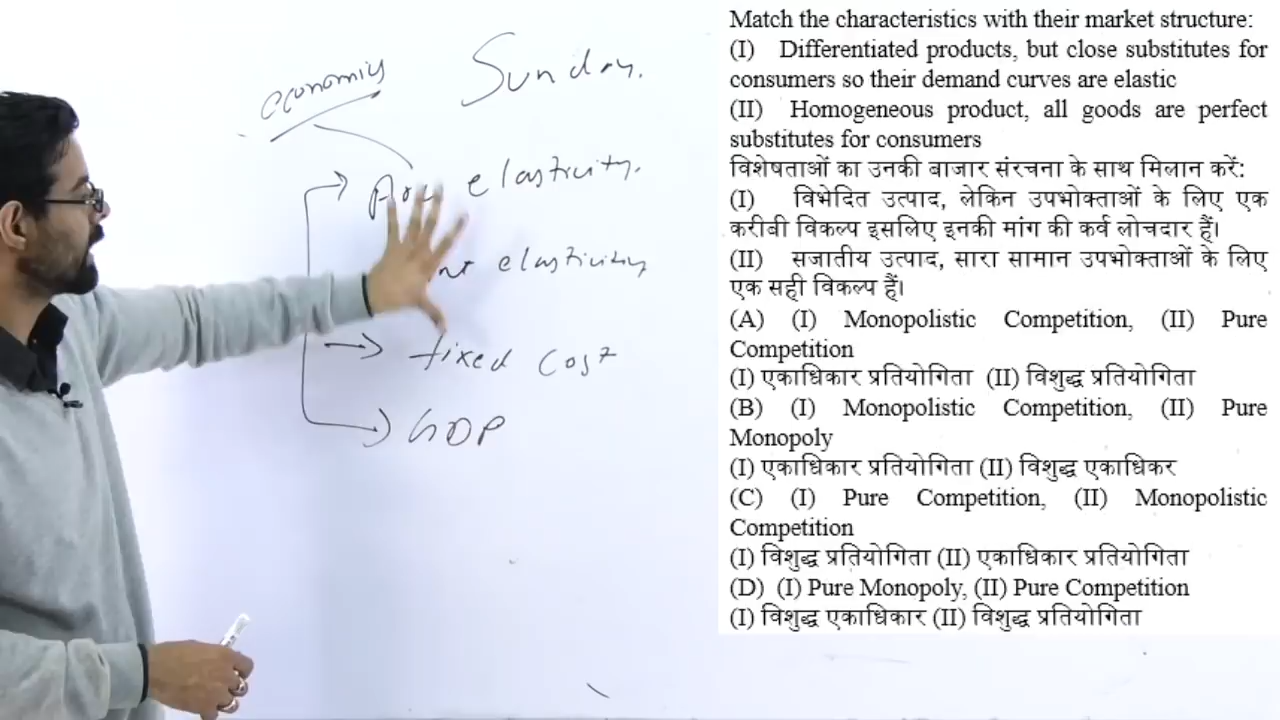 economics
Sunday.
elasticity.
elasticity
fixed cost
GDP
Match the characteristics with their market structure:
(I) Differentiated products, but close substitutes for
consumers so their demand curves are elastic
(II) Homogeneous product, all goods are perfect
substitutes for consumers
विशेषताओं का उनकी बाजार संरचना के साथ मिलान करें:
(I) विभेदित उत्पाद, लेकिन उपभोक्ताओं के लिए एक
करीबी विकल्प इसलिए इनकी मांग की कर्व लोचदार हैं।
(II) सजातीय उत्पाद, सारा सामान उपभोक्ताओं के लिए
एक सही विकल्प हैं।
(A) (I) Monopolistic Competition, (II) Pure
Competition
(I) एकाधिकार प्रतियोगिता (II) विशुद्ध प्रतियोगिता
(B) (I) Monopolistic Competition, (II) Pure
Monopoly
(I) एकाधिकार प्रतियोगिता (II) विशुद्ध एकाधिकर
(C) (I) Pure Competition, (II) Monopolistic
Competition
(I) विशुद्ध प्रतियोगिता (II) एकाधिकार प्रतियोगिता
(D) (I) Pure Monopoly, (II) Pure Competition
(I) विशुद्ध एकाधिकार (II) विशुद्ध प्रतियोगिता